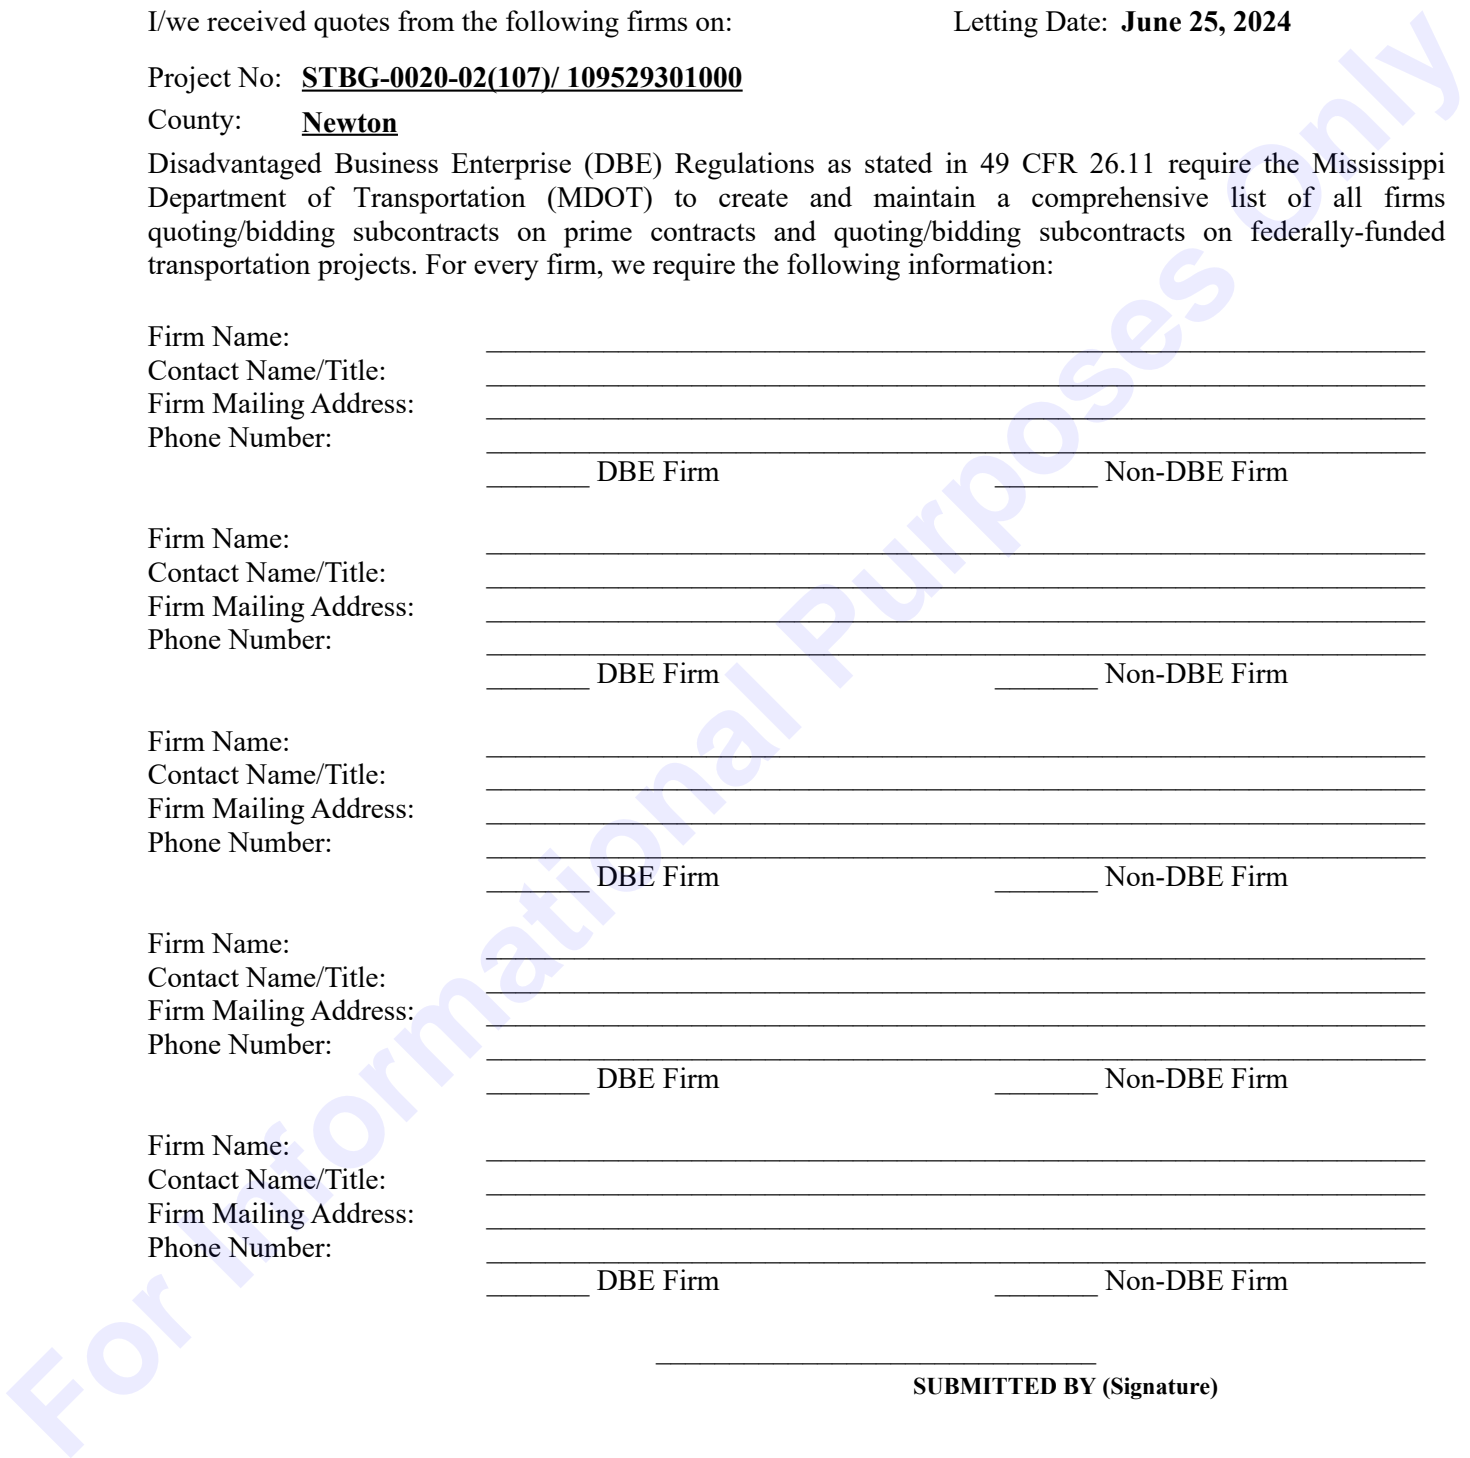 I/we received quotes from the following firms on: Letting Date: June 25, 2024
Project No: STBG-0020-02(107)/ 109529301000
County: Newton
Disadvantaged Business Enterprise (DBE) Regulations as stated in 49 CFR 26.11 require the Mississippi
Department of Transportation (MDOT) to create and maintain a comprehensive list of all firms
quoting/bidding subcontracts on prime contracts and quoting/bidding subcontracts on federally-funded
transportation projects. For every firm, we require the following information:
Firm Name:
Contact Name/Title:
Firm Mailing Address:
Phone Number:
DBE Firm Non-DBE Firm
Firm Name:
Contact Name/Title:
Firm Mailing Address:
Phone Number:
DBE Firm Non-DBE Firm
Firm Name:
Contact Name/Title:
Firm Mailing Address:
Phone Number:
DBE Firm Non-DBE Firm
Firm Name:
Contact Name/Title:
Firm Mailing Address:
Phone Number:
DBE Firm Non-DBE Firm
Firm Name:
Contact Name/Title:
Firm Mailing Address:
Phone Number:
DBE Firm Non-DBE Firm
SUBMITTED BY (Signature)
For Informational Purposes Only